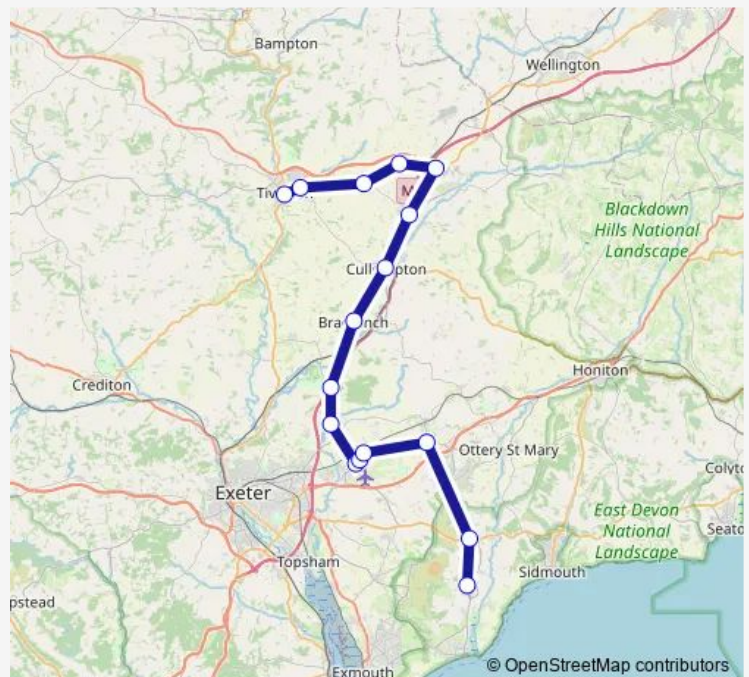 Bampton
Wellington
Blackdown
Hills National
Landscape
Crediton
Honiton
Ottery St Mary
Exeter
East Devon
National
Landscape
Topsham
Sidmouth
Exmouth
© OpenStreetMap contributors